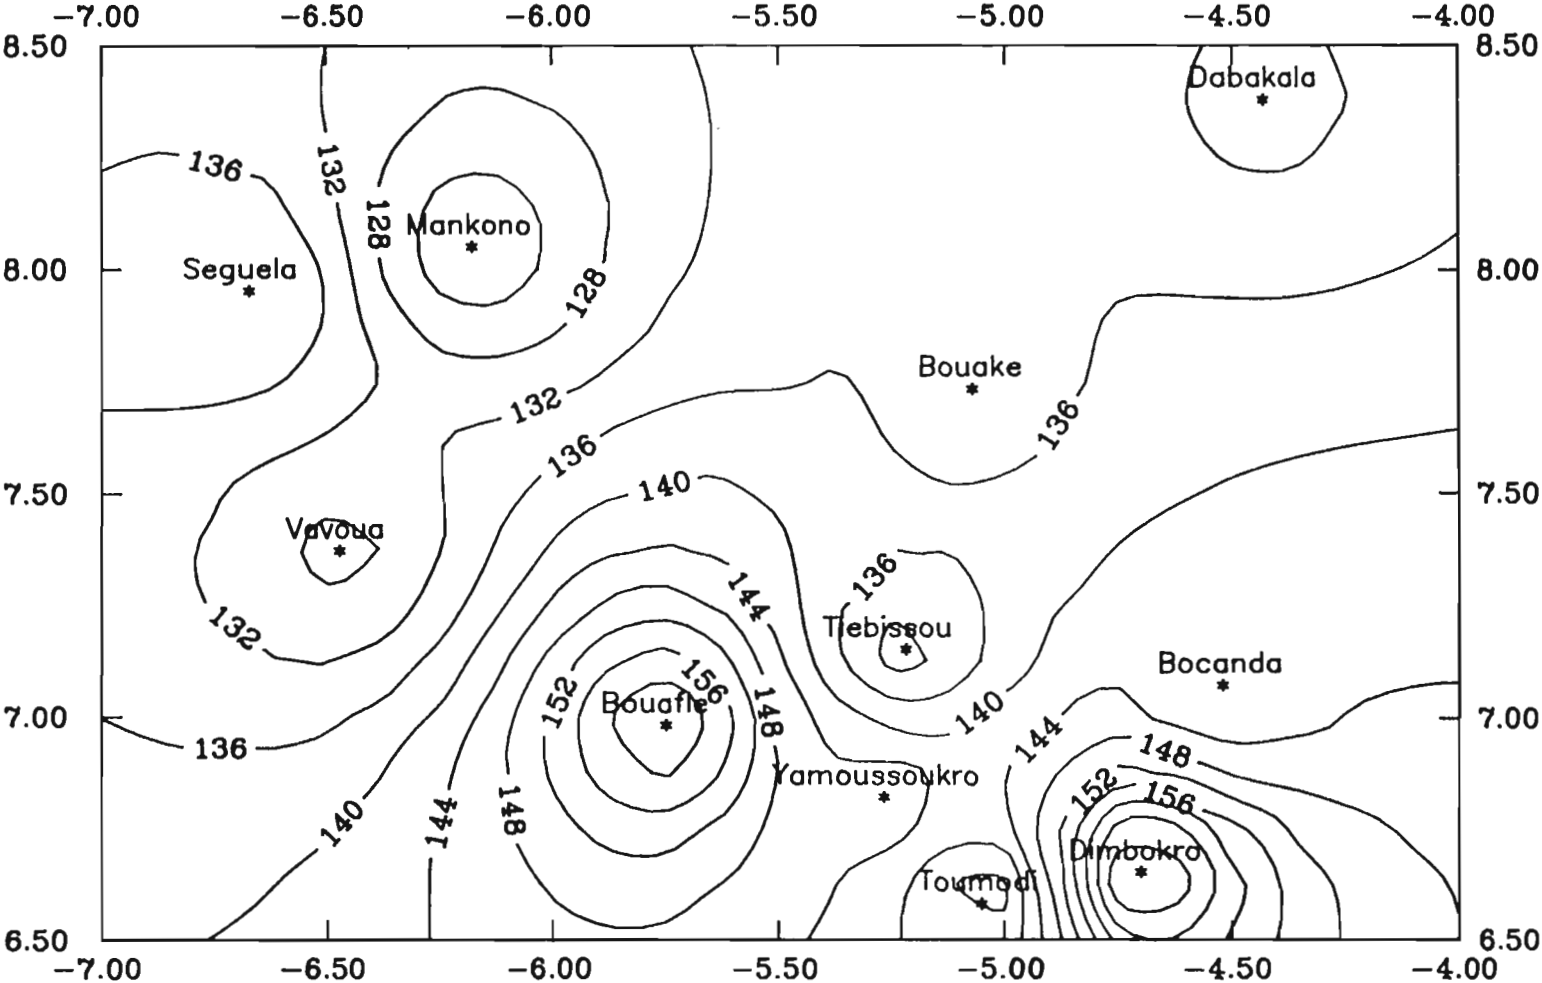 -7.00 -6.50 -6.00 -5.50 -5.00 -4.50 -4.00
8.50 8.50
Dabakala
136
132
128
Mankono
8.00 Seguela 8.00
128
Bouake
132
136
136
7.50 140 7.50
Vavoua
136
144
132
Tiebissou
Bocanda
156
152
Bouafle
148
7.00 140 7.00
136
144
148
Yamoussoukro
152
156
140
144
148
Dimbokro
Toumodi
6.50 6.50
-7.00 -6.50 -6.00 -5.50 -5.00 -4.50 -4.00